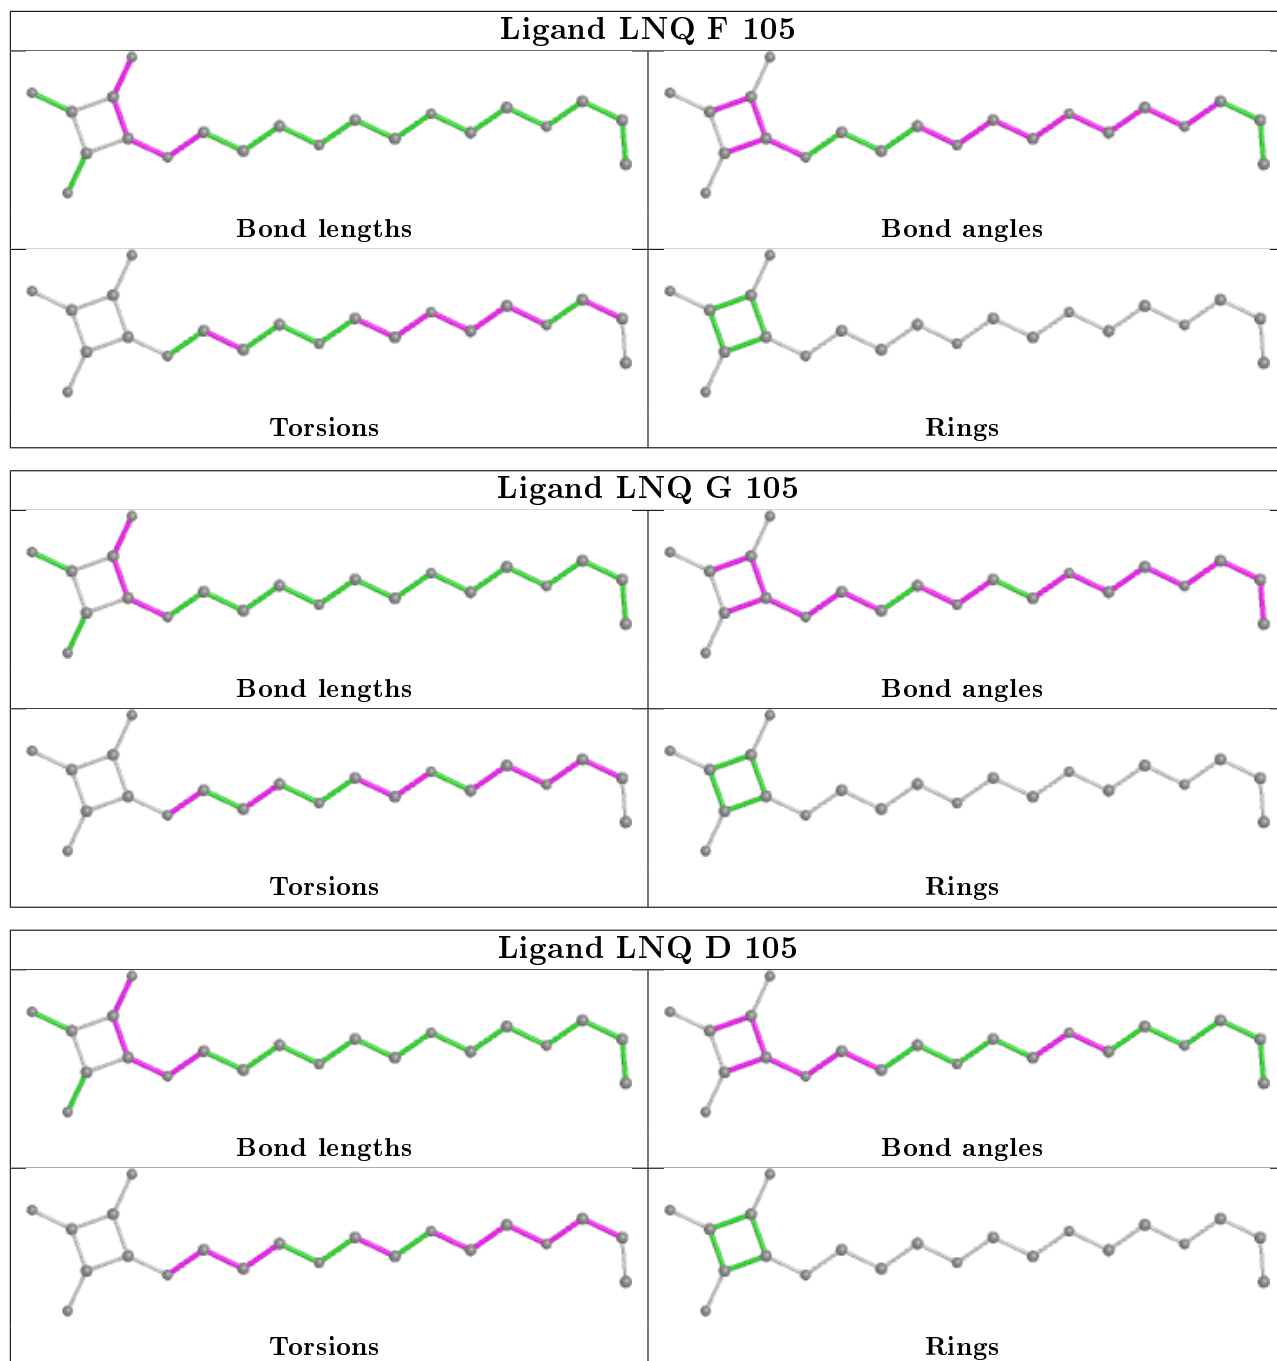 Ligand LNQ F 105
Bond lengths
Bond angles
Torsions
Rings
Ligand LNQ G 105
Bond lengths
Bond angles
Torsions
Rings
Ligand LNQ D 105
Bond lengths
Bond angles
Torsions
Rings